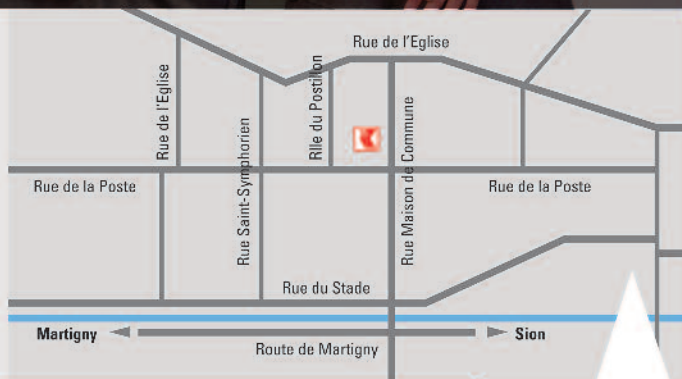 Rue de l'Eglise
Rue de l'Eglise
Rue Saint-Symphorien
Rlle du Postillon
Rue Maison de Commune
Rue de la Poste
Rue de la Poste
Rue du Stade
Martigny
Sion
Route de Martigny